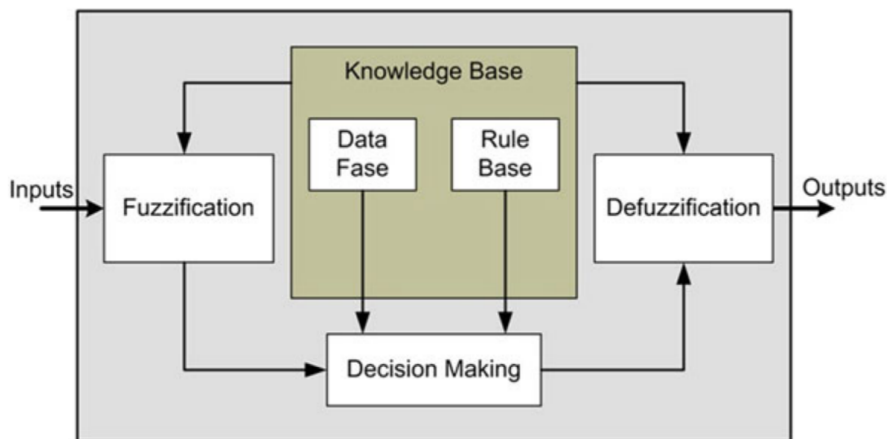 Knowledge Base
Data
Fase
Rule
Base
Inputs
Fuzzification
Defuzzification
Outputs
Decision Making